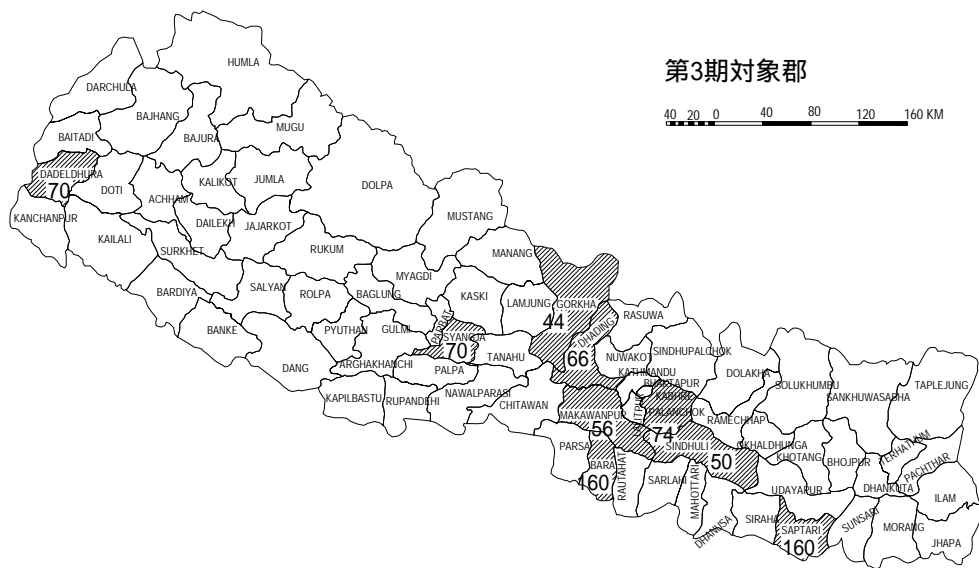 第3期対象郡
40 20 0 40 80 120 160 KM
HUMLA
DARCHULA
BAJHANG
BAITADI
BAJURA
MUGU
DADELDHURA
70
DOTI
ACHHAM
KALIKOT
JUMLA
DOLPA
KANCHANPUR
KAILALI
DAILEKH
JAJARKOT
MUSTANG
SURKHET
RUKUM
MANANG
BARDIYA
SALYAN
ROLPA
MYAGDI
BAGLUNG
KASKI
LAMJUNG
GORKHA
44
BANKE
PYUTHAN
GULMI
PARBAT
SYANGJA
70
TANAHU
DHADING
66
RASUWA
NUWAKOT
SINDHUPALCHOK
DANG
ARGHAKHANCHI
PALPA
KATHMANDU
BHAKTAPUR
DOLAKHA
SOLUKHUMBU
SANKHUWASABHA
TAPLEJUNG
KAPILBASTU
RUPANDEHI
NAWALPARASI
CHITAWAN
MAKAWANPUR
56
LALITPUR
KABHRE
PALANCHOK
74
RAMECHHAP
SINDHULI
50
OKHALDHUNGA
KHOTANG
BHOJPUR
TERHATHUM
PACHTHAR
PARSA
BARA
160
RAUTAHAT
SARLAHI
MAHOTTARI
DHANUSA
SIRAHA
UDAYAPUR
SAPTARI
160
DHANKUTA
SUNSARI
MORANG
ILAM
JHAPA